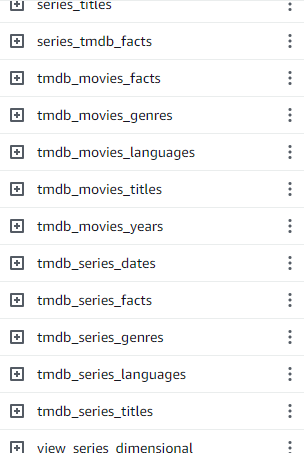 series_titles
series_tmdb_facts
tmdb_movies_facts
tmdb_movies_genres
tmdb_movies_languages
tmdb_movies_titles
tmdb_movies_years
tmdb_series_dates
tmdb_series_facts
tmdb_series_genres
tmdb_series_languages
tmdb_series_titles
view_series_dimensional